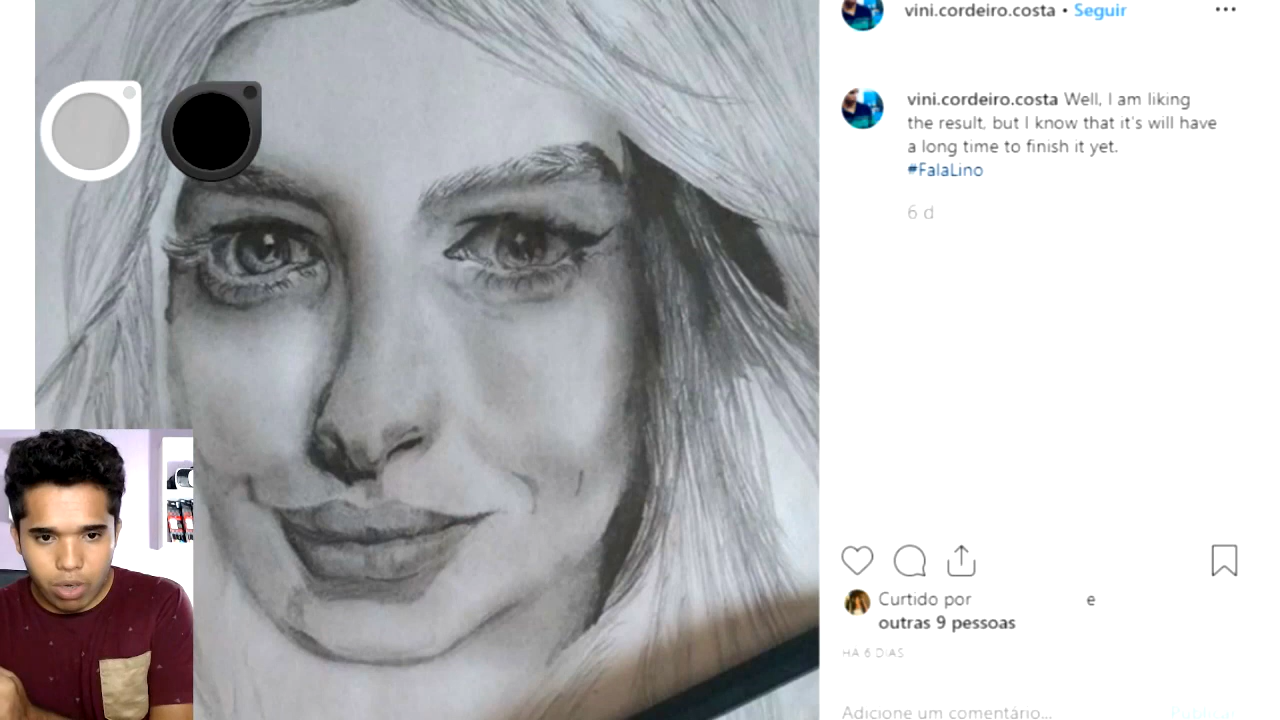 vini.cordeiro.costa • Seguir
vini.cordeiro.costa Well, I am liking
the result, but I know that it's will have
a long time to finish it yet.
#FalaLino
6 d
Curtido por e
outras 9 pessoas
HÁ 6 DIAS
Adicione um comentário... Publicar